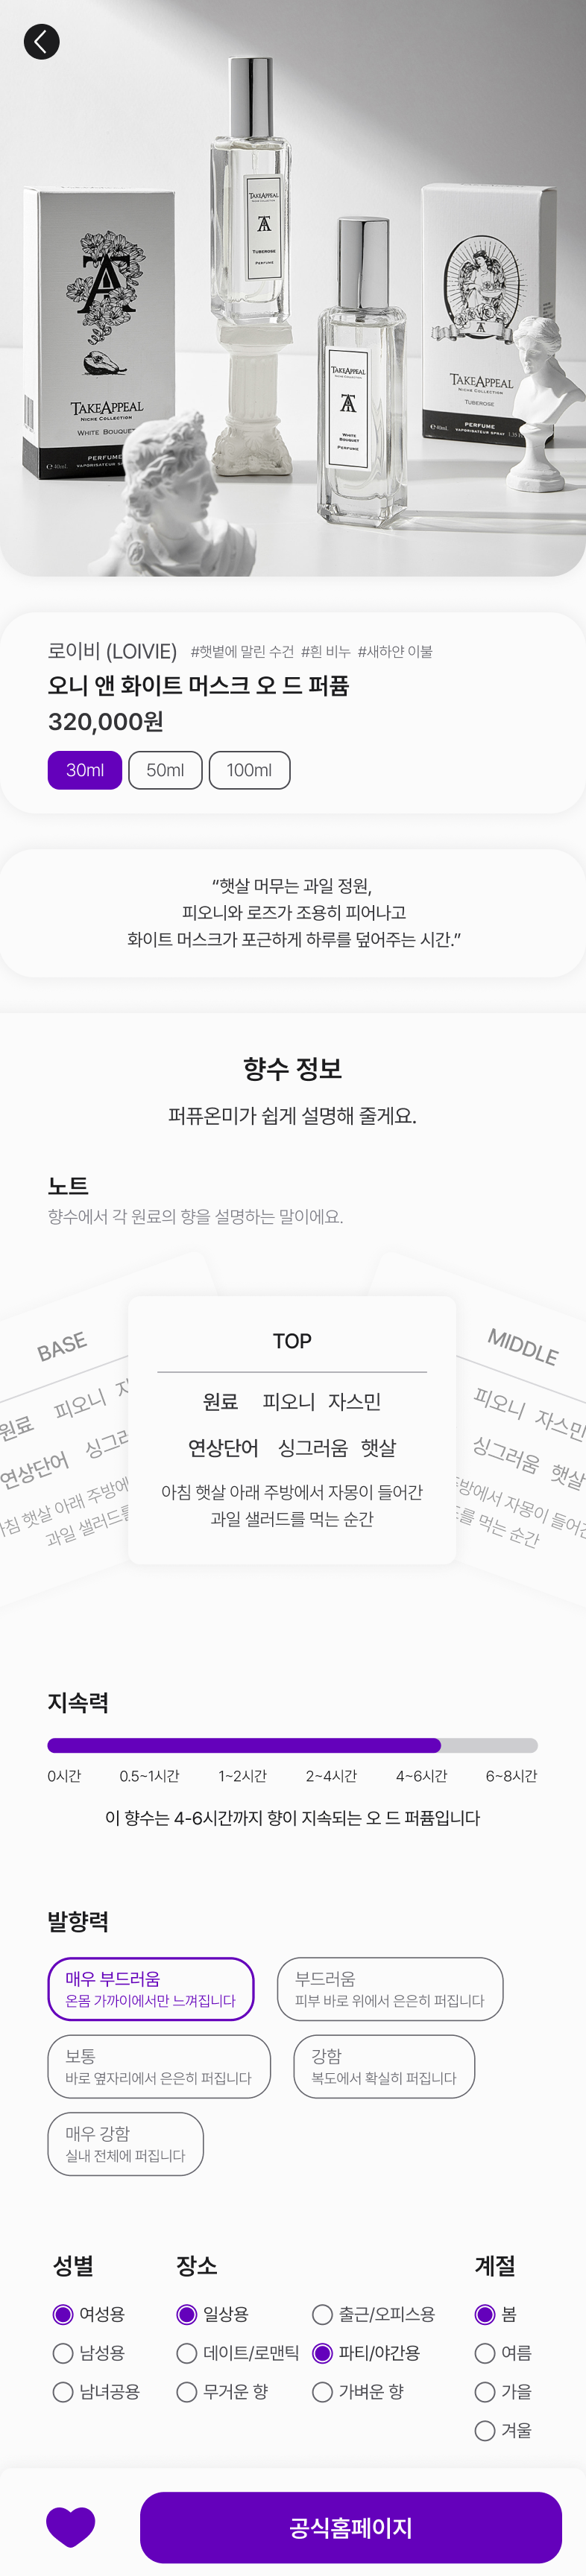 TAKEAPPEAL
NICHE COLLECTION
TUBEROSE
PERFUME
TAKEAPPEAL
NICHE COLLECTION
WHITE BOUQUET
PERFUME
VAPORISATEUR SPRAY
℮ 40mL
TAKEAPPEAL
WHITE
BOUQUET
PERFUME
TAKEAPPEAL
NICHE COLLECTION
TUBEROSE
PERFUME
VAPORISATEUR SPRAY
℮ 40mL
로이비 (LOIVIE) #햇볕에 말린 수건 #흰 비누 #새하얀 이불
오니 앤 화이트 머스크 오 드 퍼퓸
320,000원
30ml 50ml 100ml
“햇살 머무는 과일 정원,
피오니와 로즈가 조용히 피어나고
화이트 머스크가 포근하게 하루를 덮어주는 시간.”
향수 정보
퍼퓨온미가 쉽게 설명해 줄게요.
노트
향수에서 각 원료의 향을 설명하는 말이에요.
BASE
원료 피오니
연상단어
아침 햇살 아래 주방에
과일 샐러드를
TOP
원료 피오니 자스민
연상단어 싱그러움 햇살
아침 햇살 아래 주방에서 자몽이 들어간
과일 샐러드를 먹는 순간
MIDDLE
피오니 자스민
싱그러움 햇살
주방에서 자몽이 들어간
를 먹는 순간
지속력
0시간 0.5~1시간 1~2시간 2~4시간 4~6시간 6~8시간
이 향수는 4-6시간까지 향이 지속되는 오 드 퍼퓸입니다
발향력
매우 부드러움
온몸 가까이에서만 느껴집니다
부드러움
피부 바로 위에서 은은히 퍼집니다
보통
바로 옆자리에서 은은히 퍼집니다
강함
복도에서 확실히 퍼집니다
매우 강함
실내 전체에 퍼집니다
성별 장소 계절
여성용 일상용 출근/오피스용 봄
남성용 데이트/로맨틱 파티/야간용 여름
남녀공용 무거운 향 가벼운 향 가을
겨울
공식홈페이지